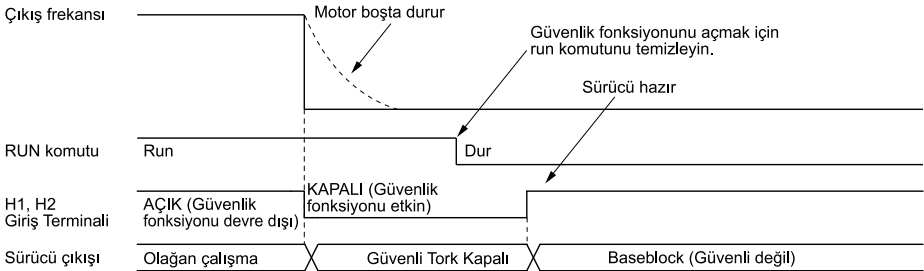 Çıkış frekansı
Motor boşta durur
Güvenlik fonksiyonunu açmak için
run komutunu temizleyin.
Sürücü hazır
RUN komutu
Run
Dur
H1, H2
Giriş Terminali
AÇIK (Güvenlik
fonksiyonu devre dışı)
KAPALI (Güvenlik
fonksiyonu etkin)
Sürücü çıkışı
Olağan çalışma
Güvenli Tork Kapalı
Baseblock (Güvenli değil)